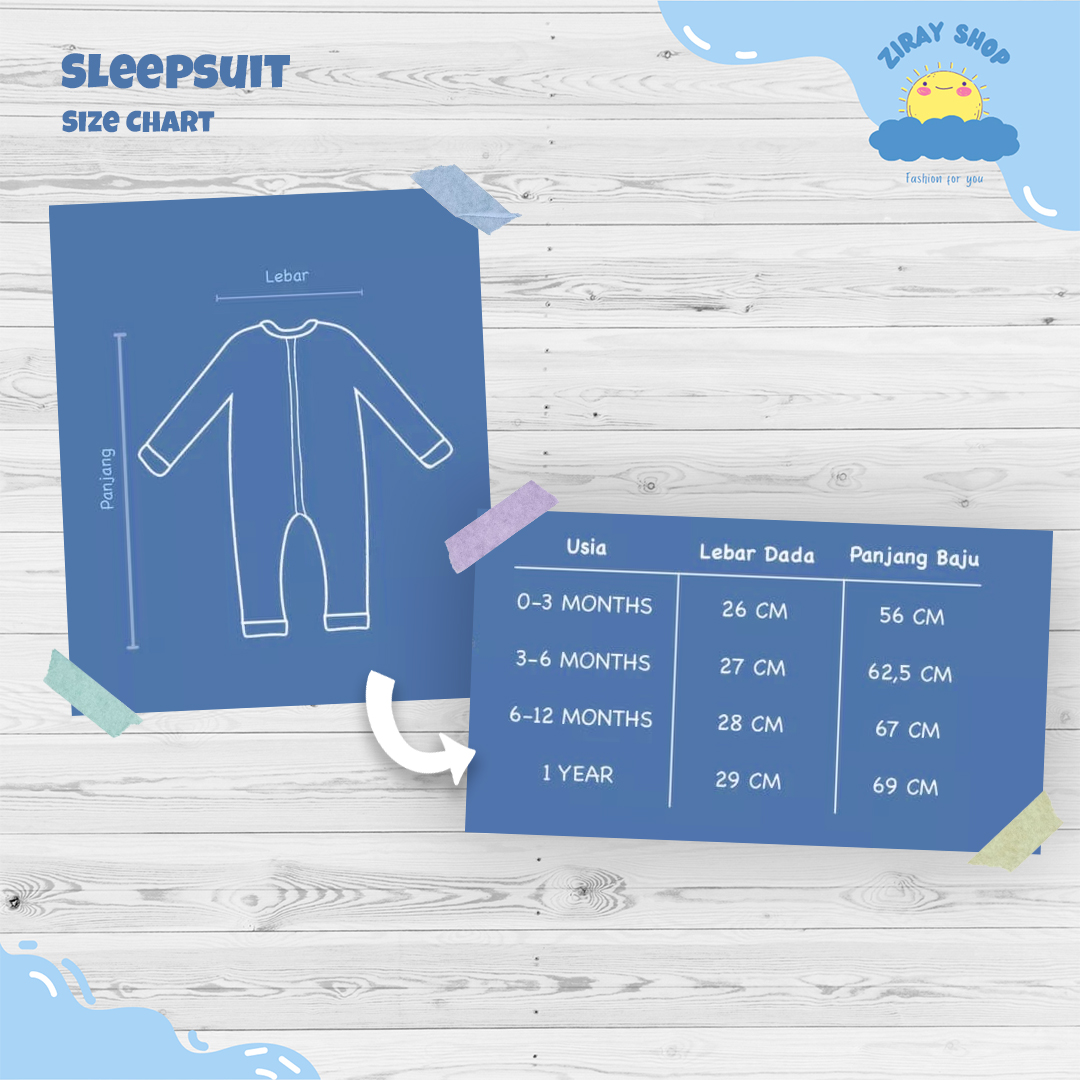 SLEEPSUIT
SIZE CHART
ZIRAY SHOP
Fashion for you
Lebar
Panjang
Usia Lebar Dada Panjang Baju
0-3 MONTHS 26 CM 56 CM
3-6 MONTHS 27 CM 62,5 CM
6-12 MONTHS 28 CM 67 CM
1 YEAR 29 CM 69 CM